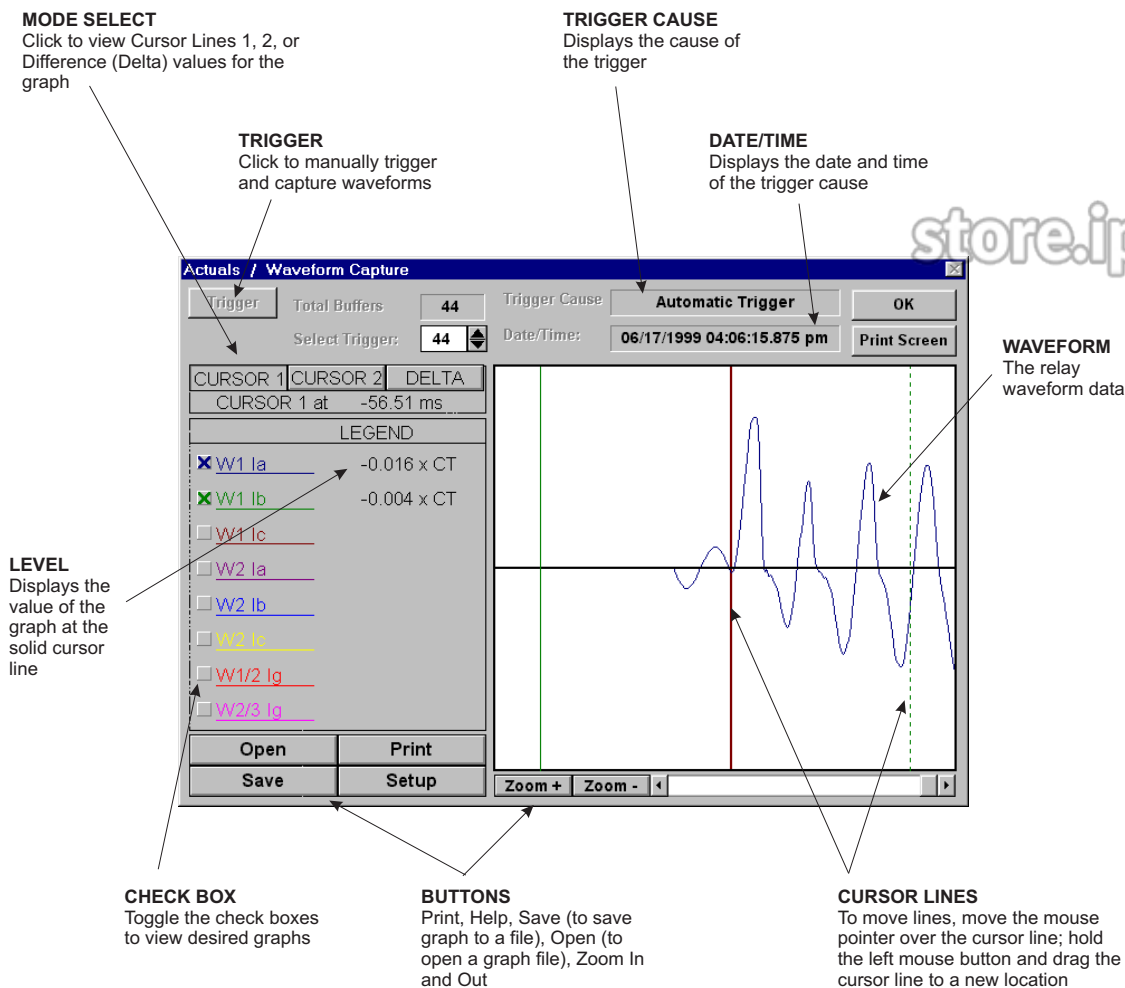 MODE SELECT
Click to view Cursor Lines 1, 2, or
Difference (Delta) values for the
graph
TRIGGER CAUSE
Displays the cause of
the trigger
TRIGGER
Click to manually trigger
and capture waveforms
DATE/TIME
Displays the date and time
of the trigger cause
store.ip
Actuals / Waveform Capture
Trigger
Total Buffers
44
Trigger Cause
Automatic Trigger
OK
Select Trigger:
44
Date/Time:
06/17/1999 04:06:15.875 pm
Print Screen
WAVEFORM
The relay
waveform data
CURSOR 1 CURSOR 2 DELTA
CURSOR 1 at -56.51 ms
LEGEND
W1 Ia -0.016 x CT
W1 Ib -0.004 x CT
W1 Ic
W2 Ia
W2 Ib
W2 Ic
W1/2 Ig
W2/3 Ig
LEVEL
Displays the
value of the
graph at the
solid cursor
line
Open Print
Save Setup
Zoom + Zoom -
CHECK BOX
Toggle the check boxes
to view desired graphs
BUTTONS
Print, Help, Save (to save
graph to a file), Open (to
open a graph file), Zoom In
and Out
CURSOR LINES
To move lines, move the mouse
pointer over the cursor line; hold
the left mouse button and drag the
cursor line to a new location